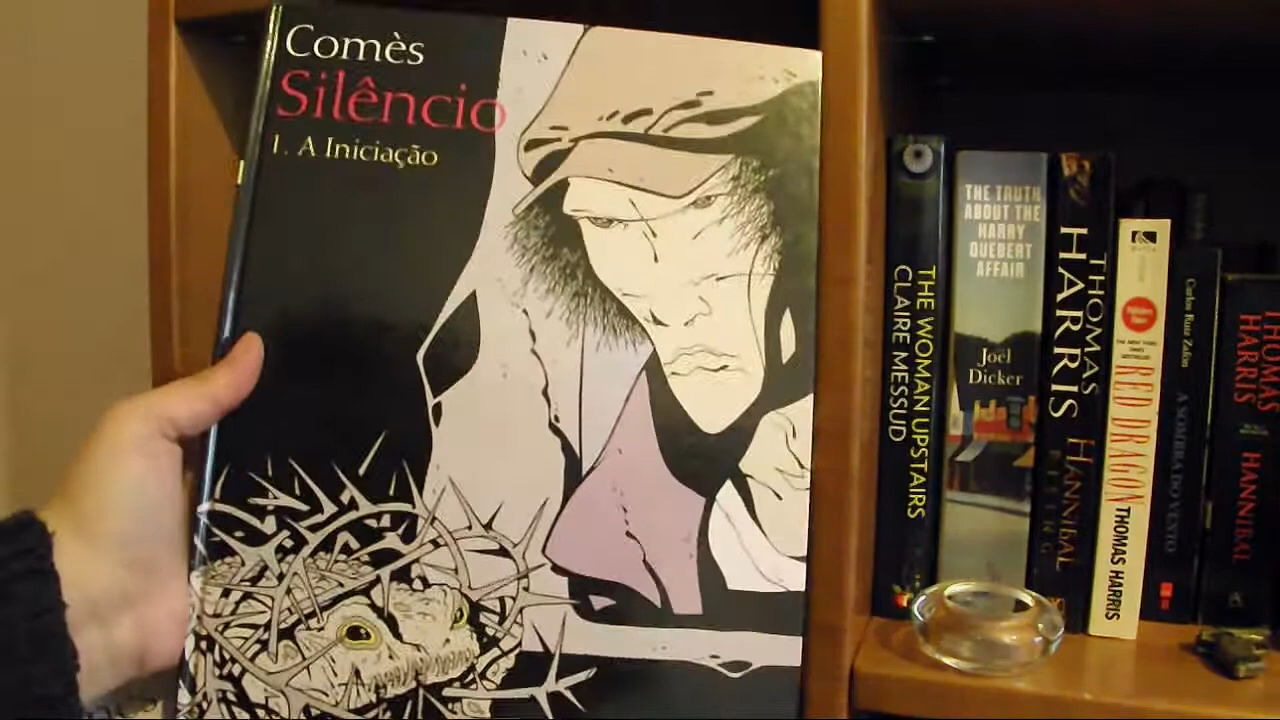 Comès
Silêncio
1. A Iniciação
THE WOMAN UPSTAIRS
CLAIRE MESSUD
THE TRUTH
ABOUT THE
HARRY
QUEBERT
AFFAIR
Joël
Dicker
THOMAS
HARRIS
HANNIBAL
RED DRAGON
THOMAS HARRIS
Carlos Ruiz Zafón
A SOMBRA DO VENTO
THOMAS
HARRIS
HANNIBAL